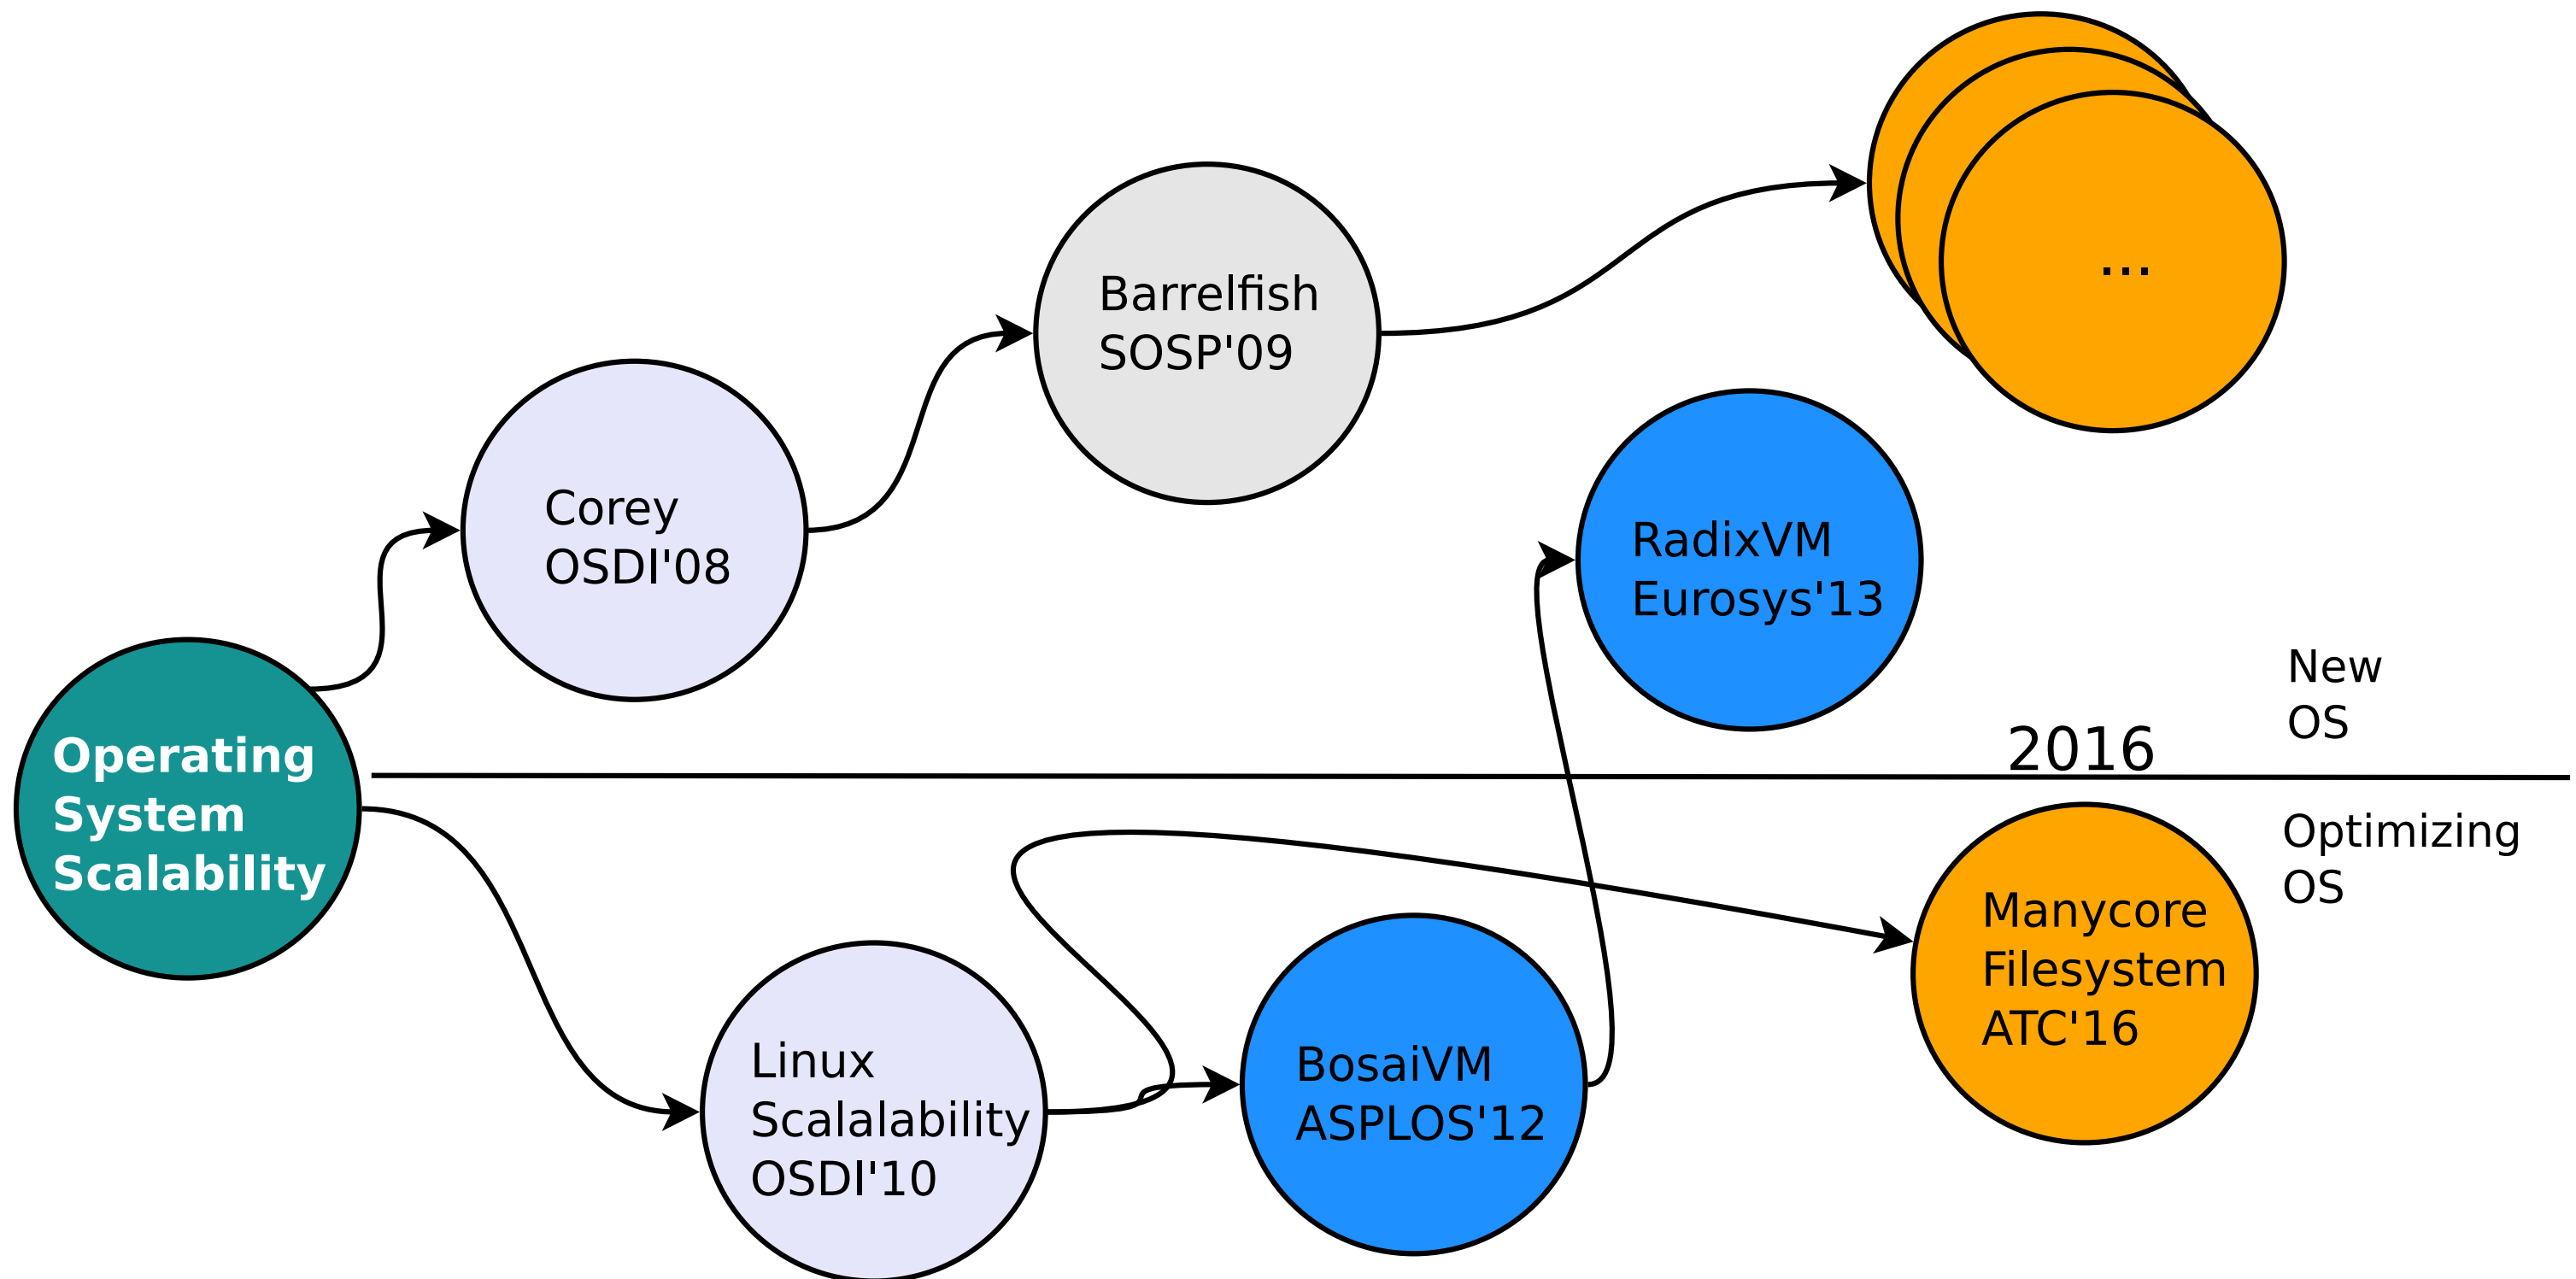 ...
Barrelfish
SOSP'09
Corey
OSDI'08
RadixVM
Eurosys'13
New
OS
2016
Operating
System
Scalability
Optimizing
OS
Manycore
Filesystem
ATC'16
Linux
Scalalability
OSDI'10
BosaiVM
ASPLOS'12